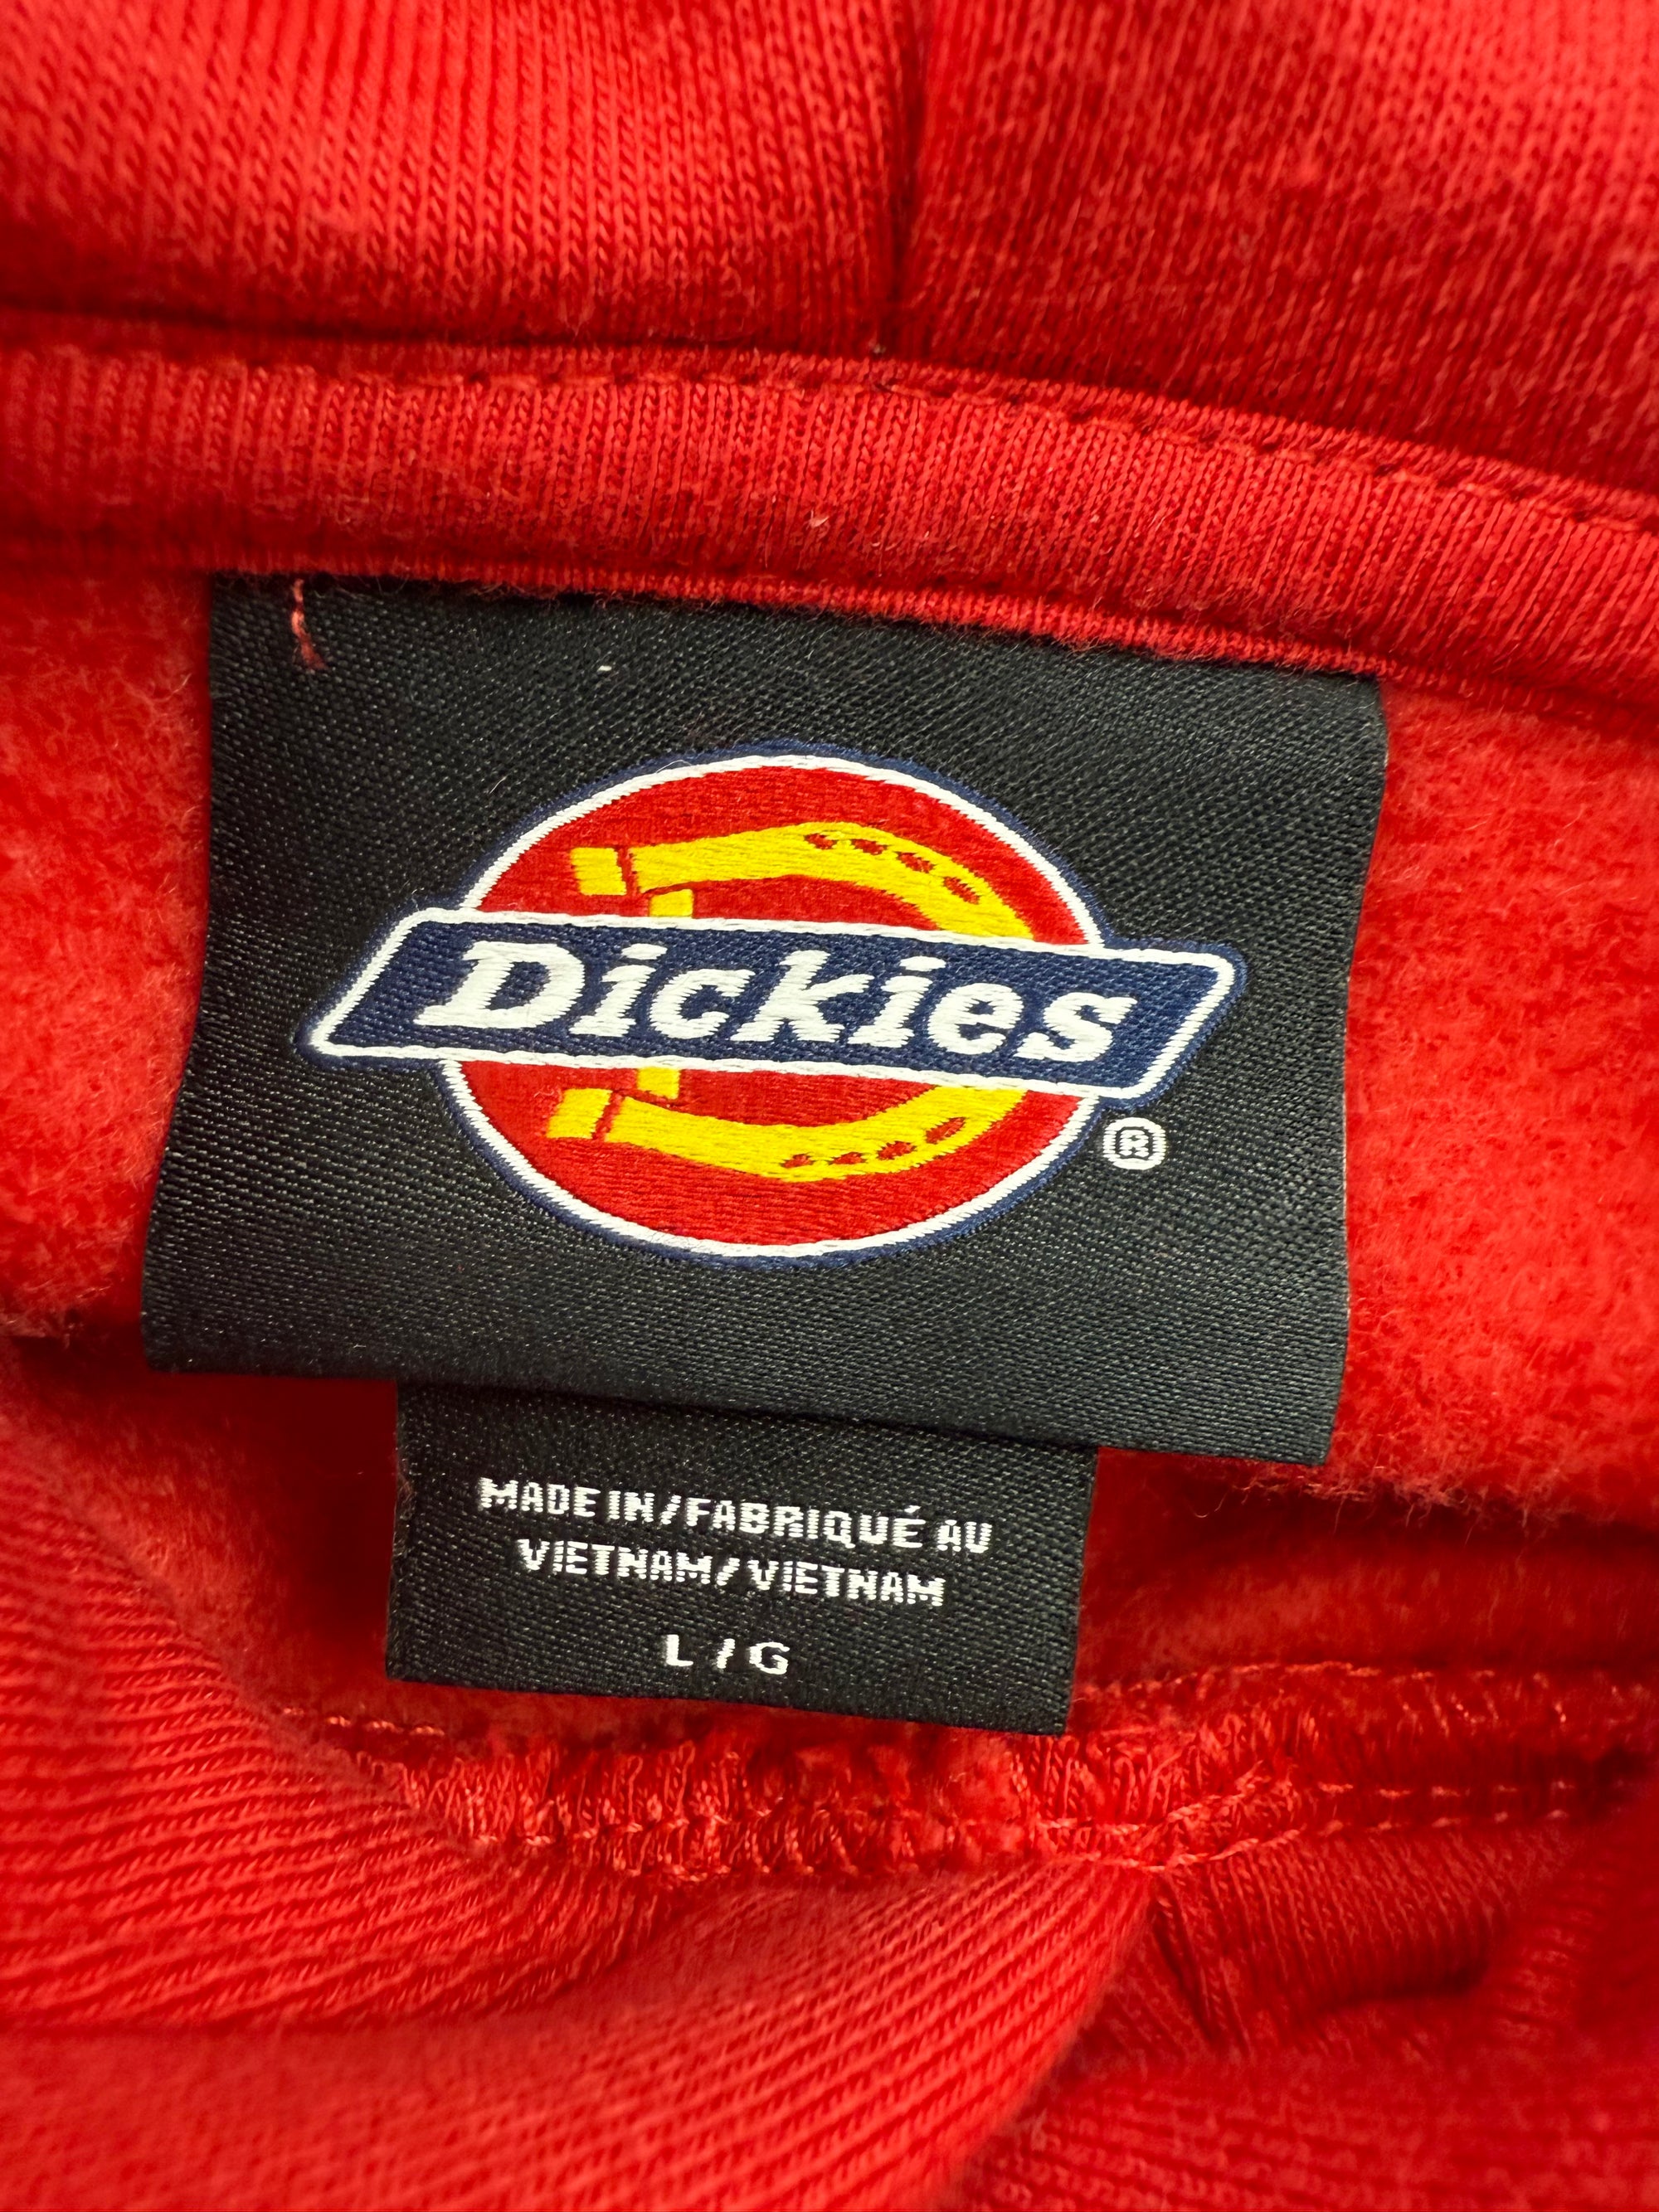 Dickies
®
MADE IN/FABRIQUÉ AU
VIETNAM/VIETNAM
L/G